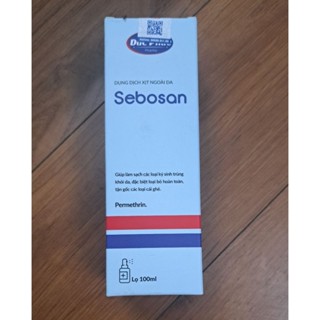 DUNG DỊCH XỊT NGOÀI DA
Sebosan
Giúp làm sạch các loại ký sinh trùng
khỏi da, đặc biệt loại bỏ hoàn toàn,
tận gốc các loại cái ghẻ.
Permethrin.
Lọ 100ml